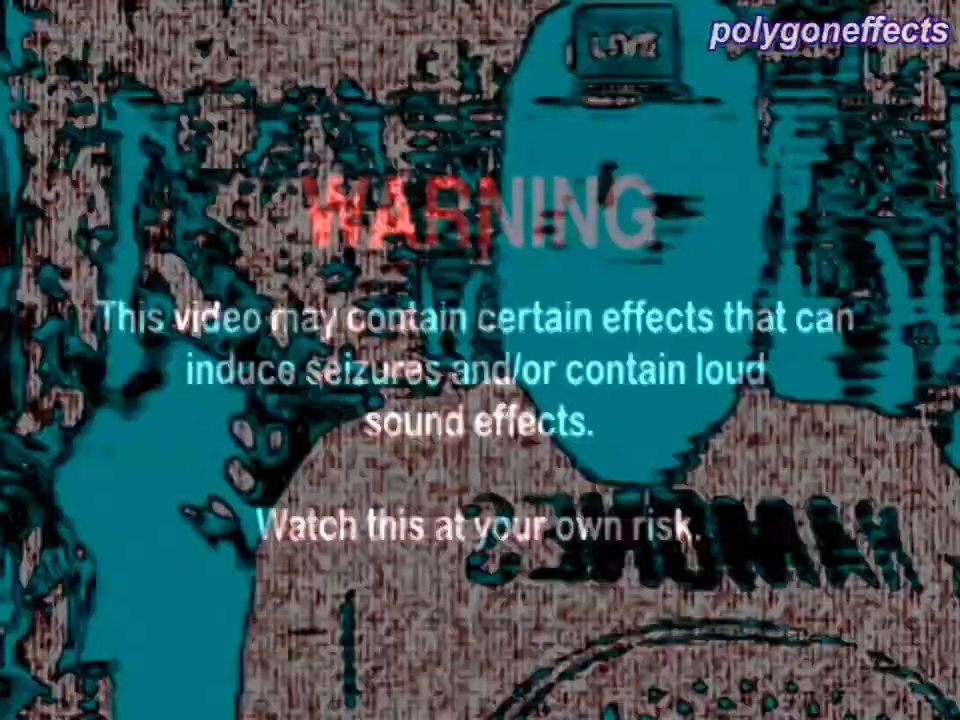 polygoneffects
LIVE
WARNING
This video may contain certain effects that can
induce seizures and/or contain loud
sound effects.
Watch this at your own risk.